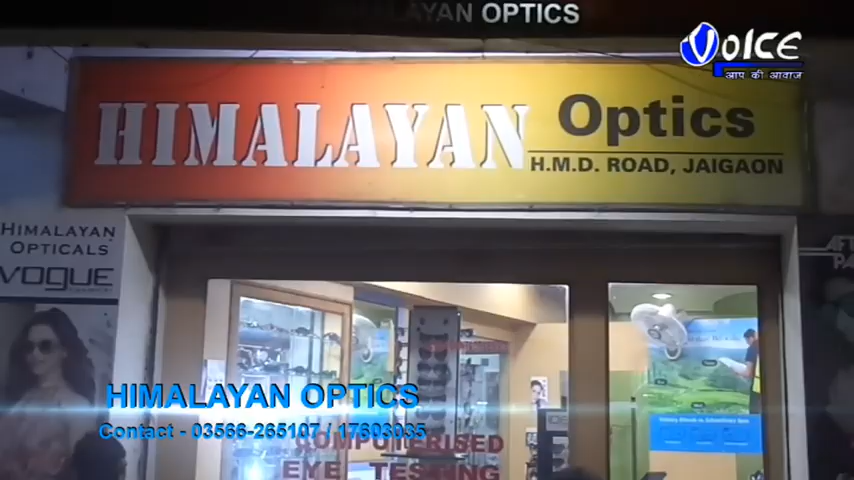 HIMALAYAN OPTICS
VOICE
आप की आवाज
HIMALAYAN
Optics
H.M.D. ROAD, JAIGAON
HIMALAYAN
OPTICALS
VOGUE
HIMALAYAN OPTICS
Contact - 03566-265107 / 17603035
KOMPUTERISED
EYE TESTING